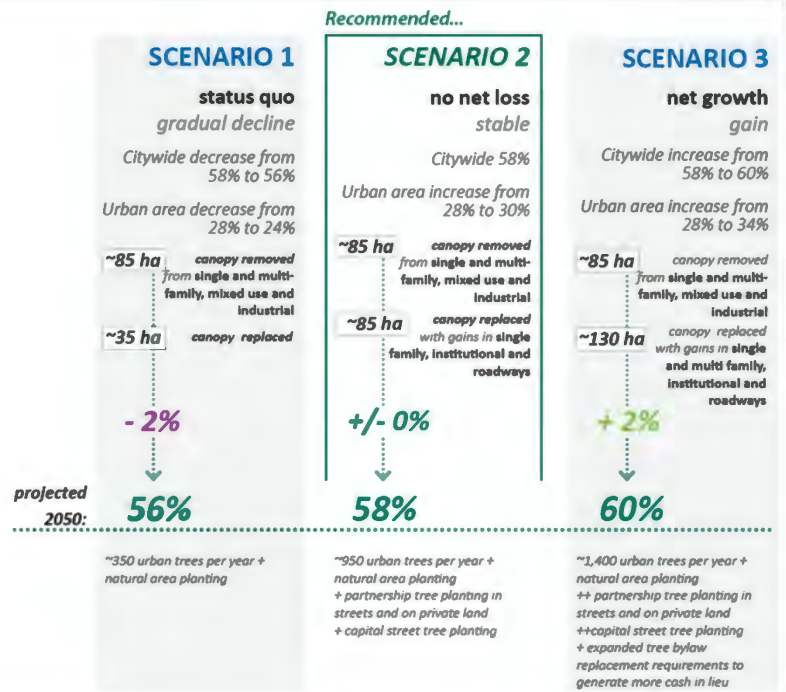 Recommended...
SCENARIO 1
status quo
gradual decline
Citywide decrease from
58% to 56%
Urban area decrease from
28% to 24%
~85 ha
canopy removed
from single and multi-
family, mixed use and
industrial
~35 ha
canopy replaced
- 2%
SCENARIO 2
no net loss
stable
Citywide 58%
Urban area increase from
28% to 30%
~85 ha
canopy removed
from single and multi-
family, mixed use and
industrial
~85 ha
canopy replaced
with gains in single
family, institutional and
roadways
+/- 0%
SCENARIO 3
net growth
gain
Citywide increase from
58% to 60%
Urban area increase from
28% to 34%
~85 ha
canopy removed
from single and multi-
family, mixed use and
industrial
~130 ha
canopy replaced
with gains in single
and multi family,
institutional and
roadways
+ 2%
projected
2050:
56%
58%
60%
~350 urban trees per year +
natural area planting
~950 urban trees per year +
natural area planting
+ partnership tree planting in
streets and on private land
+ capital street tree planting
~1,400 urban trees per year +
natural area planting
++ partnership tree planting in
streets and on private land
++capital street tree planting
+ expanded tree bylaw
replacement requirements to
generate more cash in lieu